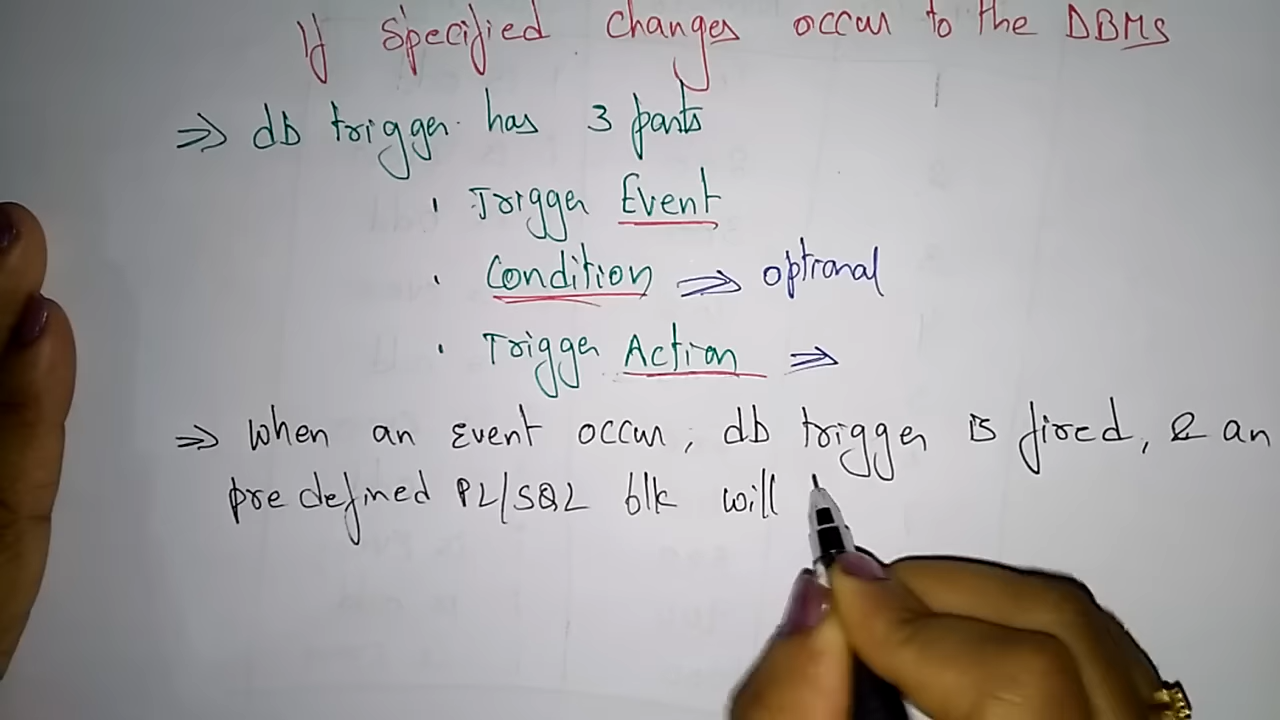 If specified changes occur to the DBMS
⇒ db trigger has 3 parts
• Trigger Event
• Condition ⇒ optional
• Trigger Action ⇒
⇒ When an Event occur, db trigger is fired, & an
predefined PL/SQL blk will